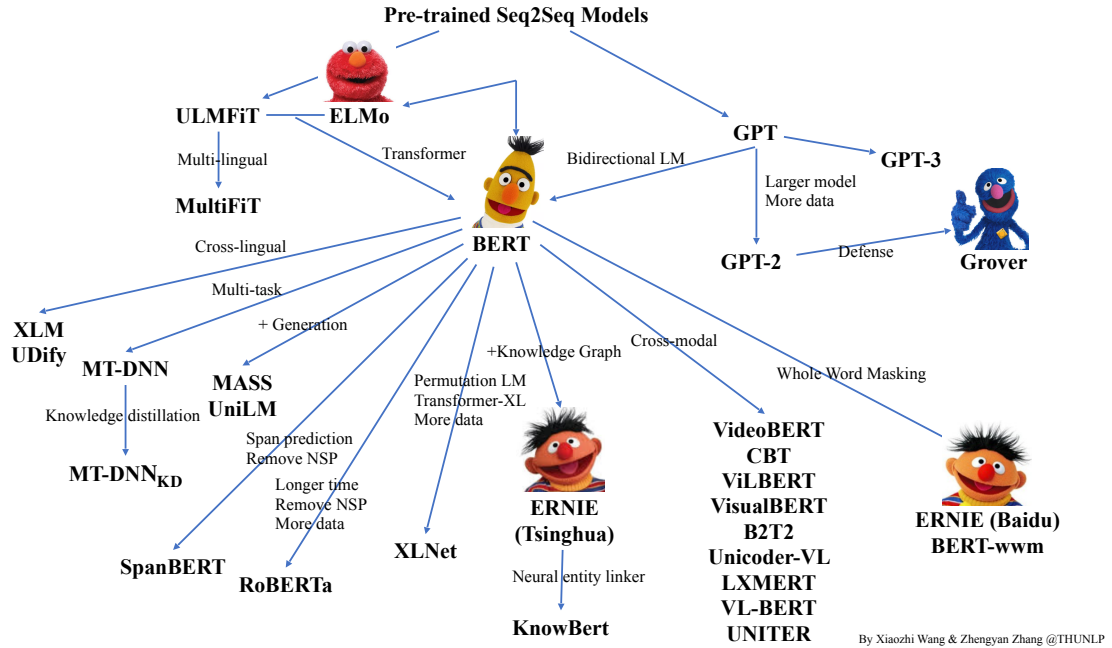 Pre-trained Seq2Seq Models
ULMFiT
ELMo
GPT
Multi-lingual
Transformer
Bidirectional LM
GPT-3
Larger model
More data
MultiFiT
BERT
GPT-2
Defense
Grover
Cross-lingual
Multi-task
+ Generation
XLM
UDify
MT-DNN
MASS
UniLM
+Knowledge Graph
Cross-modal
Whole Word Masking
Knowledge distillation
Permutation LM
Transformer-XL
More data
MT-DNNKD
Span prediction
Remove NSP
Longer time
Remove NSP
More data
SpanBERT
RoBERTa
XLNet
ERNIE
(Tsinghua)
Neural entity linker
KnowBert
VideoBERT
CBT
ViLBERT
VisualBERT
B2T2
Unicoder-VL
LXMERT
VL-BERT
UNITER
ERNIE (Baidu)
BERT-wwm
By Xiaozhi Wang & Zhengyan Zhang @THUNLP